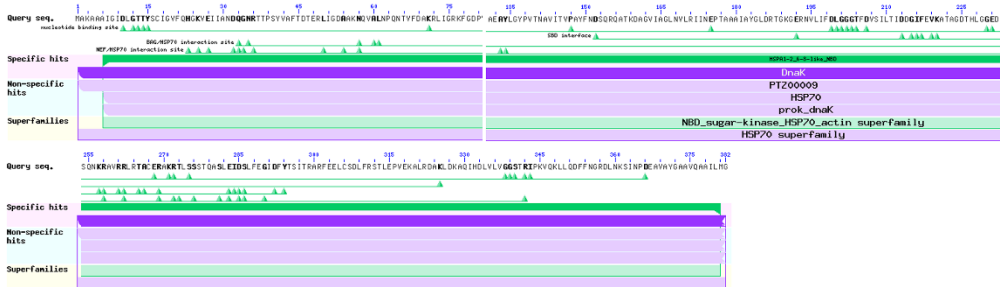 Query seq.
1 15 30 45 60 75 105 120 135 150 165 180 195 210 225
MAKAAAIGIDLGTTYSCIGVFQHGKVEIIANDQGNRTTPSYVAFTDTERLIGDAAKNQVALNPQNTVFDAKRLIGRKFGDPV AEAYLGYPVTNAVITVPAYFNDSQRQATKDAGVIAGLNVLRIINEPTAAAIAYGLDRTGKGERNVLIFDLGGGTFDVSILTIDDGIFEVKATAGDTHLGGED
nucleotide binding site
BAG/HSP70 interaction site
SBD interface
NEF/HSP70 interaction site
Specific hits
HSPA1-2_6-8-like_NBD
DnaK
Non-specific hits
PTZ00009
HSP70
prok_dnaK
Superfamilies
NBD_sugar-kinase_HSP70_actin superfamily
HSP70 superfamily
Query seq.
255 270 285 300 315 330 345 360 375 382
SQNKRAVRRLRTACERAKRTLSSSTQASLEIDSLFEGIDFYTSITRARFEELCSDLFRSTLEPVEKALRDAKLDKAQIHDLVLVGGSTRIPKVQKLLQDFFNGRDLNKSINPDEAVAYGAAVQAAILMG
Specific hits
Non-specific hits
Superfamilies